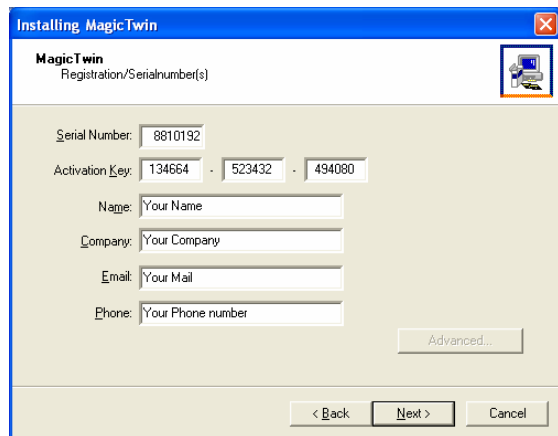 Installing MagicTwin
MagicTwin
Registration/Serialnumber(s)
Serial Number: 8810192
Activation Key: 134664 - 523432 - 494080
Name: Your Name
Company: Your Company
Email: Your Mail
Phone: Your Phone number
Advanced...
< Back Next > Cancel